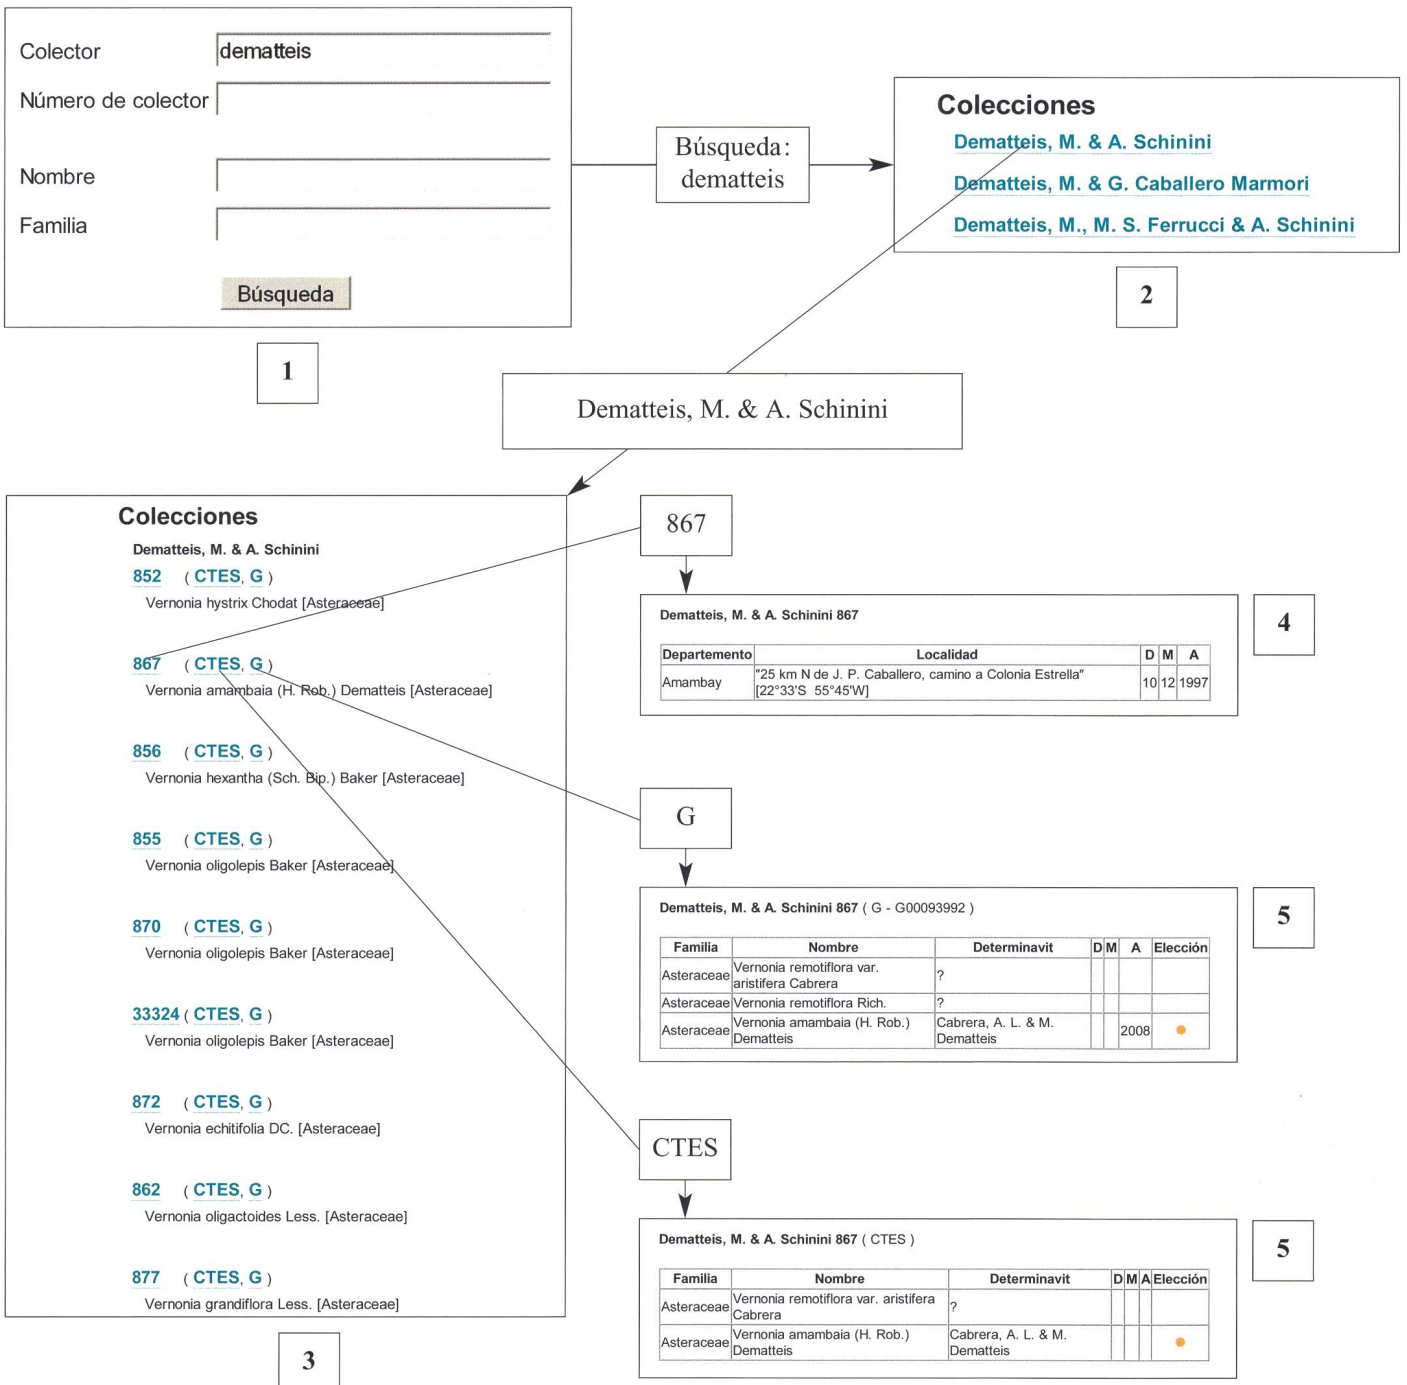 Colector dematteis
Número de colector
Nombre
Familia
Búsqueda
1
Búsqueda:
dematteis
Colecciones
Dematteis, M. & A. Schinini
Dematteis, M. & G. Caballero Marmori
Dematteis, M., M. S. Ferrucci & A. Schinini
2
Dematteis, M. & A. Schinini
Colecciones
Dematteis, M. & A. Schinini
852 ( CTES, G )
Vernonia hystrix Chodat [Asteraceae]
867 ( CTES, G )
Vernonia amambaia (H. Rob.) Dematteis [Asteraceae]
856 ( CTES, G )
Vernonia hexantha (Sch. Bip.) Baker [Asteraceae]
855 ( CTES, G )
Vernonia oligolepis Baker [Asteraceae]
870 ( CTES, G )
Vernonia oligolepis Baker [Asteraceae]
33324 ( CTES, G )
Vernonia oligolepis Baker [Asteraceae]
872 ( CTES, G )
Vernonia echitifolia DC. [Asteraceae]
862 ( CTES, G )
Vernonia oligactoides Less. [Asteraceae]
877 ( CTES, G )
Vernonia grandiflora Less. [Asteraceae]
3
867
Dematteis, M. & A. Schinini 867
Departamento Localidad D M A
Amambay "25 km N de J. P. Caballero, camino a Colonia Estrella" 10 12 1997
[22°33'S 55°45'W]
4
G
Dematteis, M. & A. Schinini 867 ( G - G00093992 )
Familia Nombre Determinavit D M A Elección
Asteraceae Vernonia remotiflora var. ?
aristifera Cabrera
Asteraceae Vernonia remotiflora Rich. ?
Asteraceae Vernonia amambaia (H. Rob.) Cabrera, A. L. & M. 2008
Dematteis Dematteis
5
CTES
Dematteis, M. & A. Schinini 867 ( CTES )
Familia Nombre Determinavit D M A Elección
Asteraceae Vernonia remotiflora var. aristifera ?
Cabrera
Asteraceae Vernonia amambaia (H. Rob.) Cabrera, A. L. & M.
Dematteis Dematteis
5